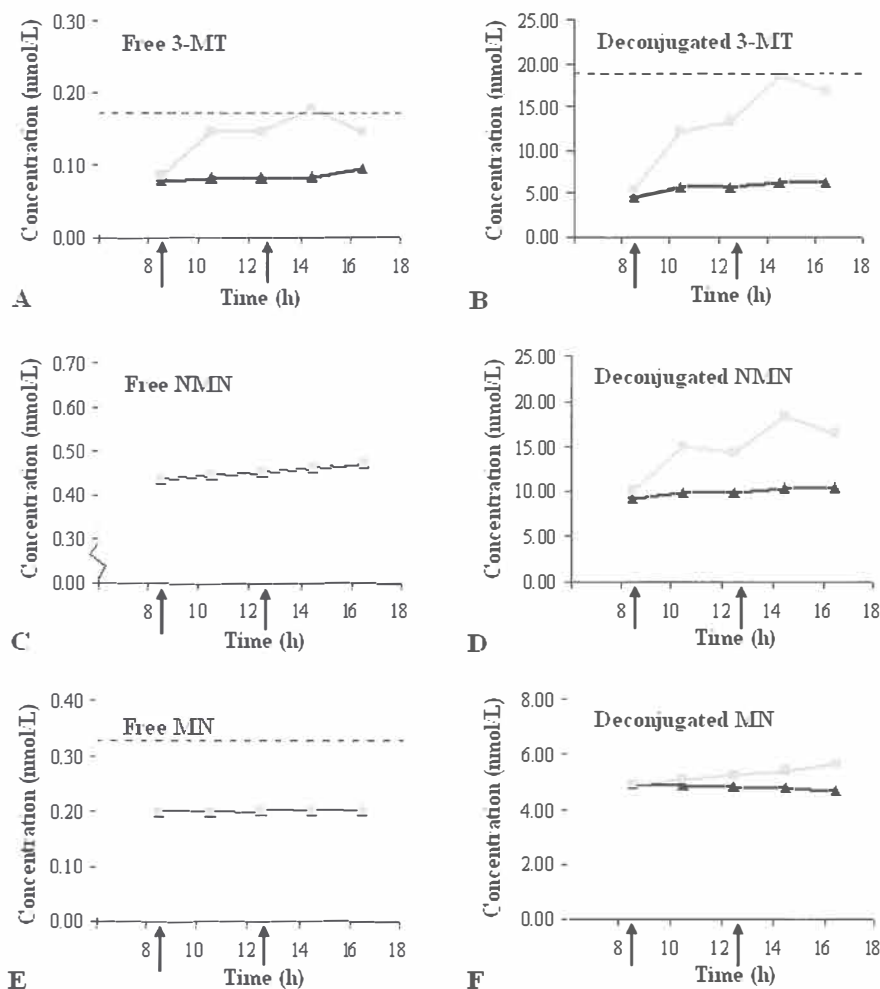 Concentration (nmol/L)
0.30
0.20
0.10
0.00
Free 3-MT
8 10 12 14 16 18
Time (h)
A
Concentration (nmol/L)
25.00
20.00
15.00
10.00
5.00
0.00
Deconjugated 3-MT
8 10 12 14 16 18
Time (h)
B
Concentration (nmol/L)
0.70
0.60
0.50
0.40
0.30
0.00
Free NMN
8 10 12 14 16 18
Time (h)
C
Concentration (nmol/L)
25.00
20.00
15.00
10.00
5.00
0.00
Deconjugated NMN
8 10 12 14 16 18
Time (h)
D
Concentration (nmol/L)
0.40
0.30
0.20
0.10
0.00
Free MN
8 10 12 14 16 18
Time (h)
E
Concentration (nmol/L)
8.00
6.00
4.00
2.00
0.00
Deconjugated MN
8 10 12 14 16 18
Time (h)
F